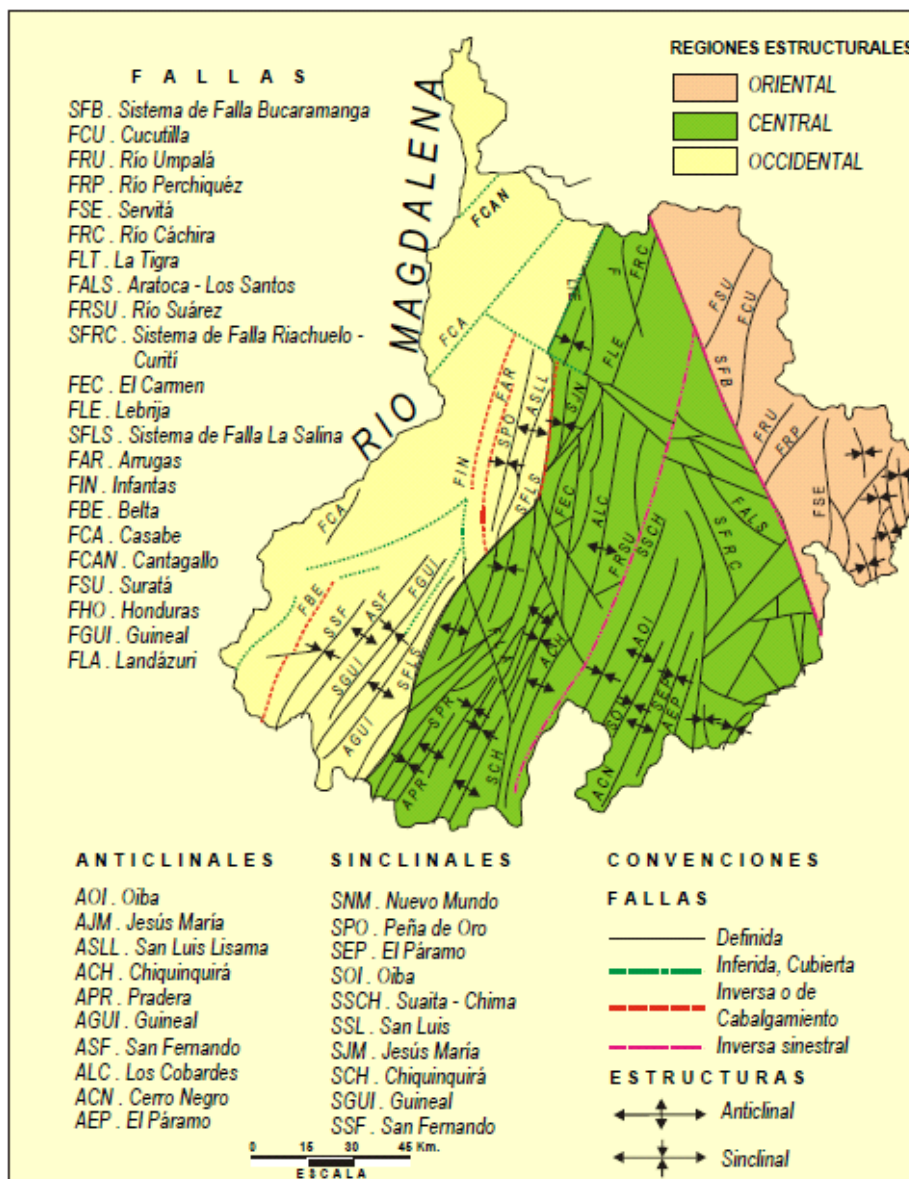 F A L L A S
SFB . Sistema de Falla Bucaramanga
FCU . Cucutilla
FRU . Río Umpalá
FRP . Río Perchiquéz
FSE . Servitá
FRC . Río Cáchira
FLT . La Tigra
FALS . Aratoca - Los Santos
FRSU . Río Suárez
SFRC . Sistema de Falla Riachuelo -
Curití
FEC . El Carmen
FLE . Lebrija
SFLS . Sistema de Falla La Salina
FAR . Arrugas
FIN . Infantas
FBE . Belta
FCA . Casabe
FCAN . Cantagallo
FSU . Suratá
FHO . Honduras
FGUI . Guineal
FLA . Landázuri
REGIONES ESTRUCTURALES
ORIENTAL
CENTRAL
OCCIDENTAL
RÍO MAGDALENA
FCAN
FCA
FRC
F
FLE
FSU
FCU
SFB
FRU
FRP
FSE
FAR
SPO
ASLL
SJN
FIN
SFLS
FEC
ALC
FRSU
SSCH
FALS
SFRC
FCA
FBE
SSF
ASF
FGUI
SGUI
SFLS
AGUI
SPR
APR
SCH
ACH
AOI
SOI
SEP
AEP
ACN
ANTICLINALES
AOI . Oiba
AJM . Jesús María
ASLL . San Luis Lisama
ACH . Chiquinquirá
APR . Pradera
AGUI . Guineal
ASF . San Fernando
ALC . Los Cobardes
ACN . Cerro Negro
AEP . El Páramo
SINCLINALES
SNM . Nuevo Mundo
SPO . Peña de Oro
SEP . El Páramo
SOI . Oiba
SSCH . Suaita - Chima
SSL . San Luis
SJM . Jesús María
SCH . Chiquinquirá
SGUI . Guineal
SSF . San Fernando
CONVENCIONES
FALLAS
Definida
Inferida, Cubierta
Inversa o de
Cabalgamiento
Inversa sinestral
ESTRUCTURAS
Anticlinal
Sinclinal
0 15 30 45 Km.
ESCALA